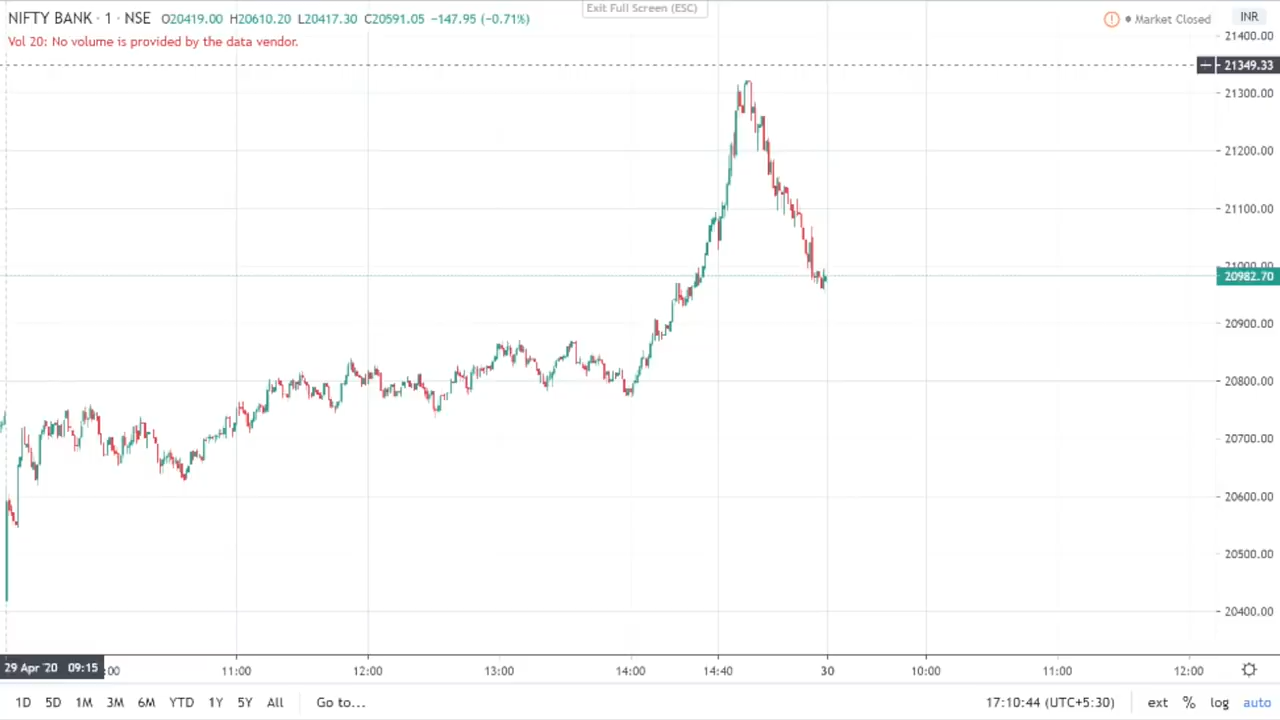 Exit Full Screen (ESC)
NIFTY BANK · 1 · NSE O20419.00 H20610.20 L20417.30 C20591.05 −147.95 (−0.71%)
Market Closed
INR
Vol 20: No volume is provided by the data vendor.
21400.00
21349.33
21300.00
21200.00
21100.00
21000.00
20982.70
20900.00
20800.00
20700.00
20600.00
20500.00
20400.00
29 Apr '20 09:15 :00 11:00 12:00 13:00 14:00 14:40 30 10:00 11:00 12:00
1D 5D 1M 3M 6M YTD 1Y 5Y All Go to... 17:10:44 (UTC+5:30) ext % log auto